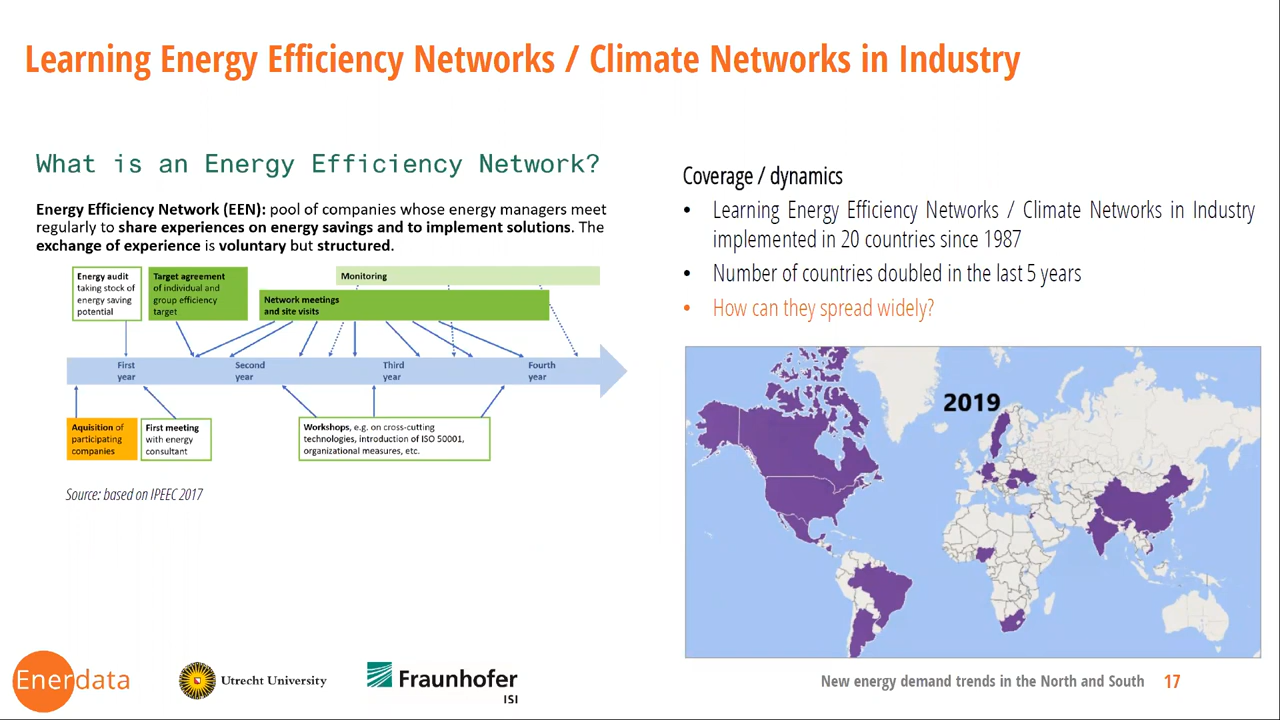 Learning Energy Efficiency Networks / Climate Networks in Industry
What is an Energy Efficiency Network?
Energy Efficiency Network (EEN): pool of companies whose energy managers meet
regularly to share experiences on energy savings and to implement solutions. The
exchange of experience is voluntary but structured.
Energy audit
taking stock of
energy saving
potential
Target agreement
of individual and
group efficiency
target
Monitoring
Network meetings
and site visits
First
year
Second
year
Third
year
Fourth
year
Aquisition of
participating
companies
First meeting
with energy
consultant
Workshops, e.g. on cross-cutting
technologies, introduction of ISO 50001,
organizational measures, etc.
Source: based on IPEEC 2017
Coverage / dynamics
• Learning Energy Efficiency Networks / Climate Networks in Industry
implemented in 20 countries since 1987
• Number of countries doubled in the last 5 years
• How can they spread widely?
2019
Enerdata
Utrecht University
Fraunhofer
ISI
New energy demand trends in the North and South 17